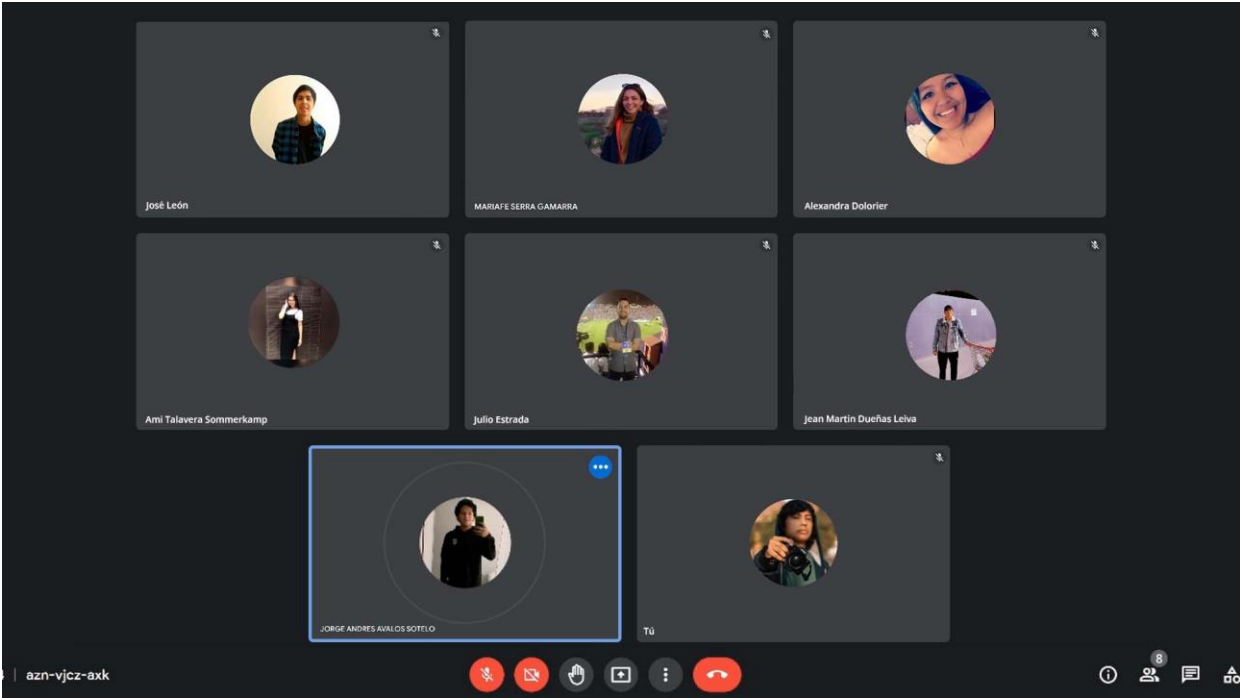 José León
MARIAFE SERRA GAMARRA
Alexandra Dolorier
Ami Talavera Sommerkamp
Julio Estrada
Jean Martin Dueñas Leiva
JORGE ANDRES AVALOS SOTELO
Tú
| azn-vjcz-axk
8